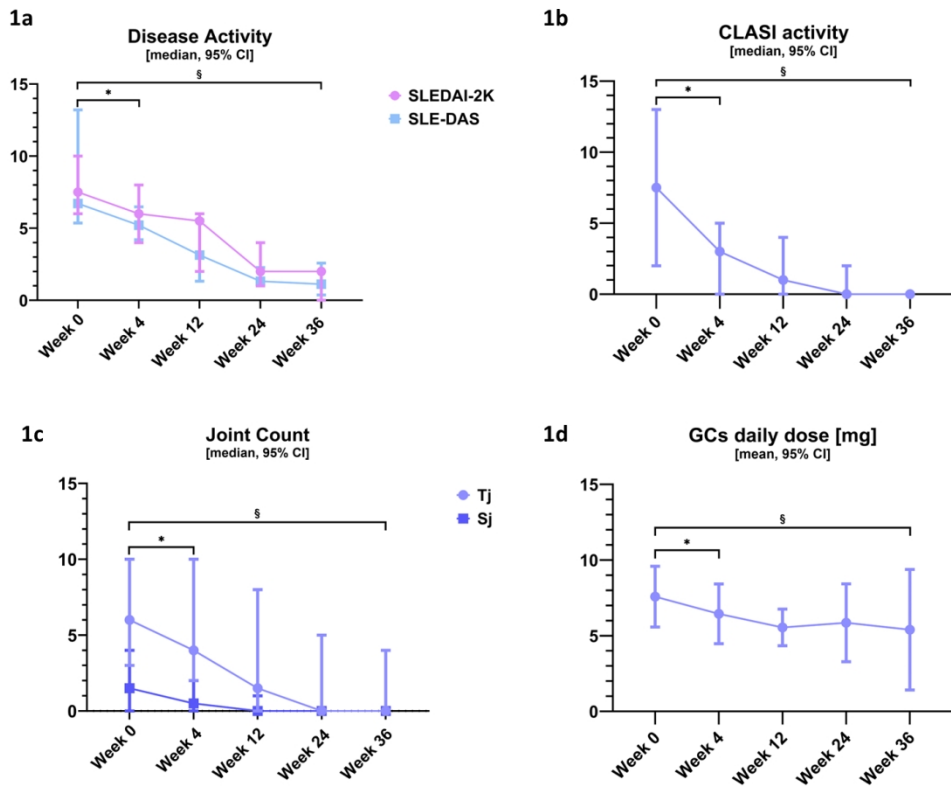 1a
Disease Activity
[median, 95% CI]
§
*
15
10
5
0
Week 0
Week 4
Week 12
Week 24
Week 36
SLEDAI-2K
SLE-DAS
1b
CLASI activity
[median, 95% CI]
§
*
15
10
5
0
Week 0
Week 4
Week 12
Week 24
Week 36
1c
Joint Count
[median, 95% CI]
§
*
15
10
5
0
Week 0
Week 4
Week 12
Week 24
Week 36
Tj
Sj
1d
GCs daily dose [mg]
[mean, 95% CI]
§
*
15
10
5
0
Week 0
Week 4
Week 12
Week 24
Week 36